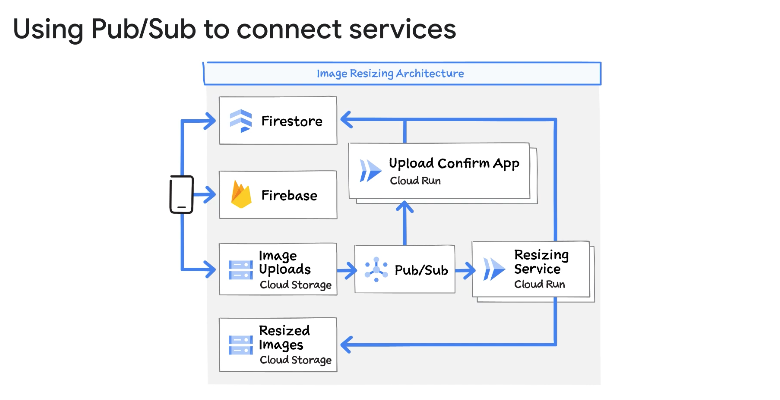 Using Pub/Sub to connect services
Image Resizing Architecture
Firestore
Upload Confirm App
Cloud Run
Firebase
Image
Uploads
Cloud Storage
Pub/Sub
Resizing
Service
Cloud Run
Resized
Images
Cloud Storage